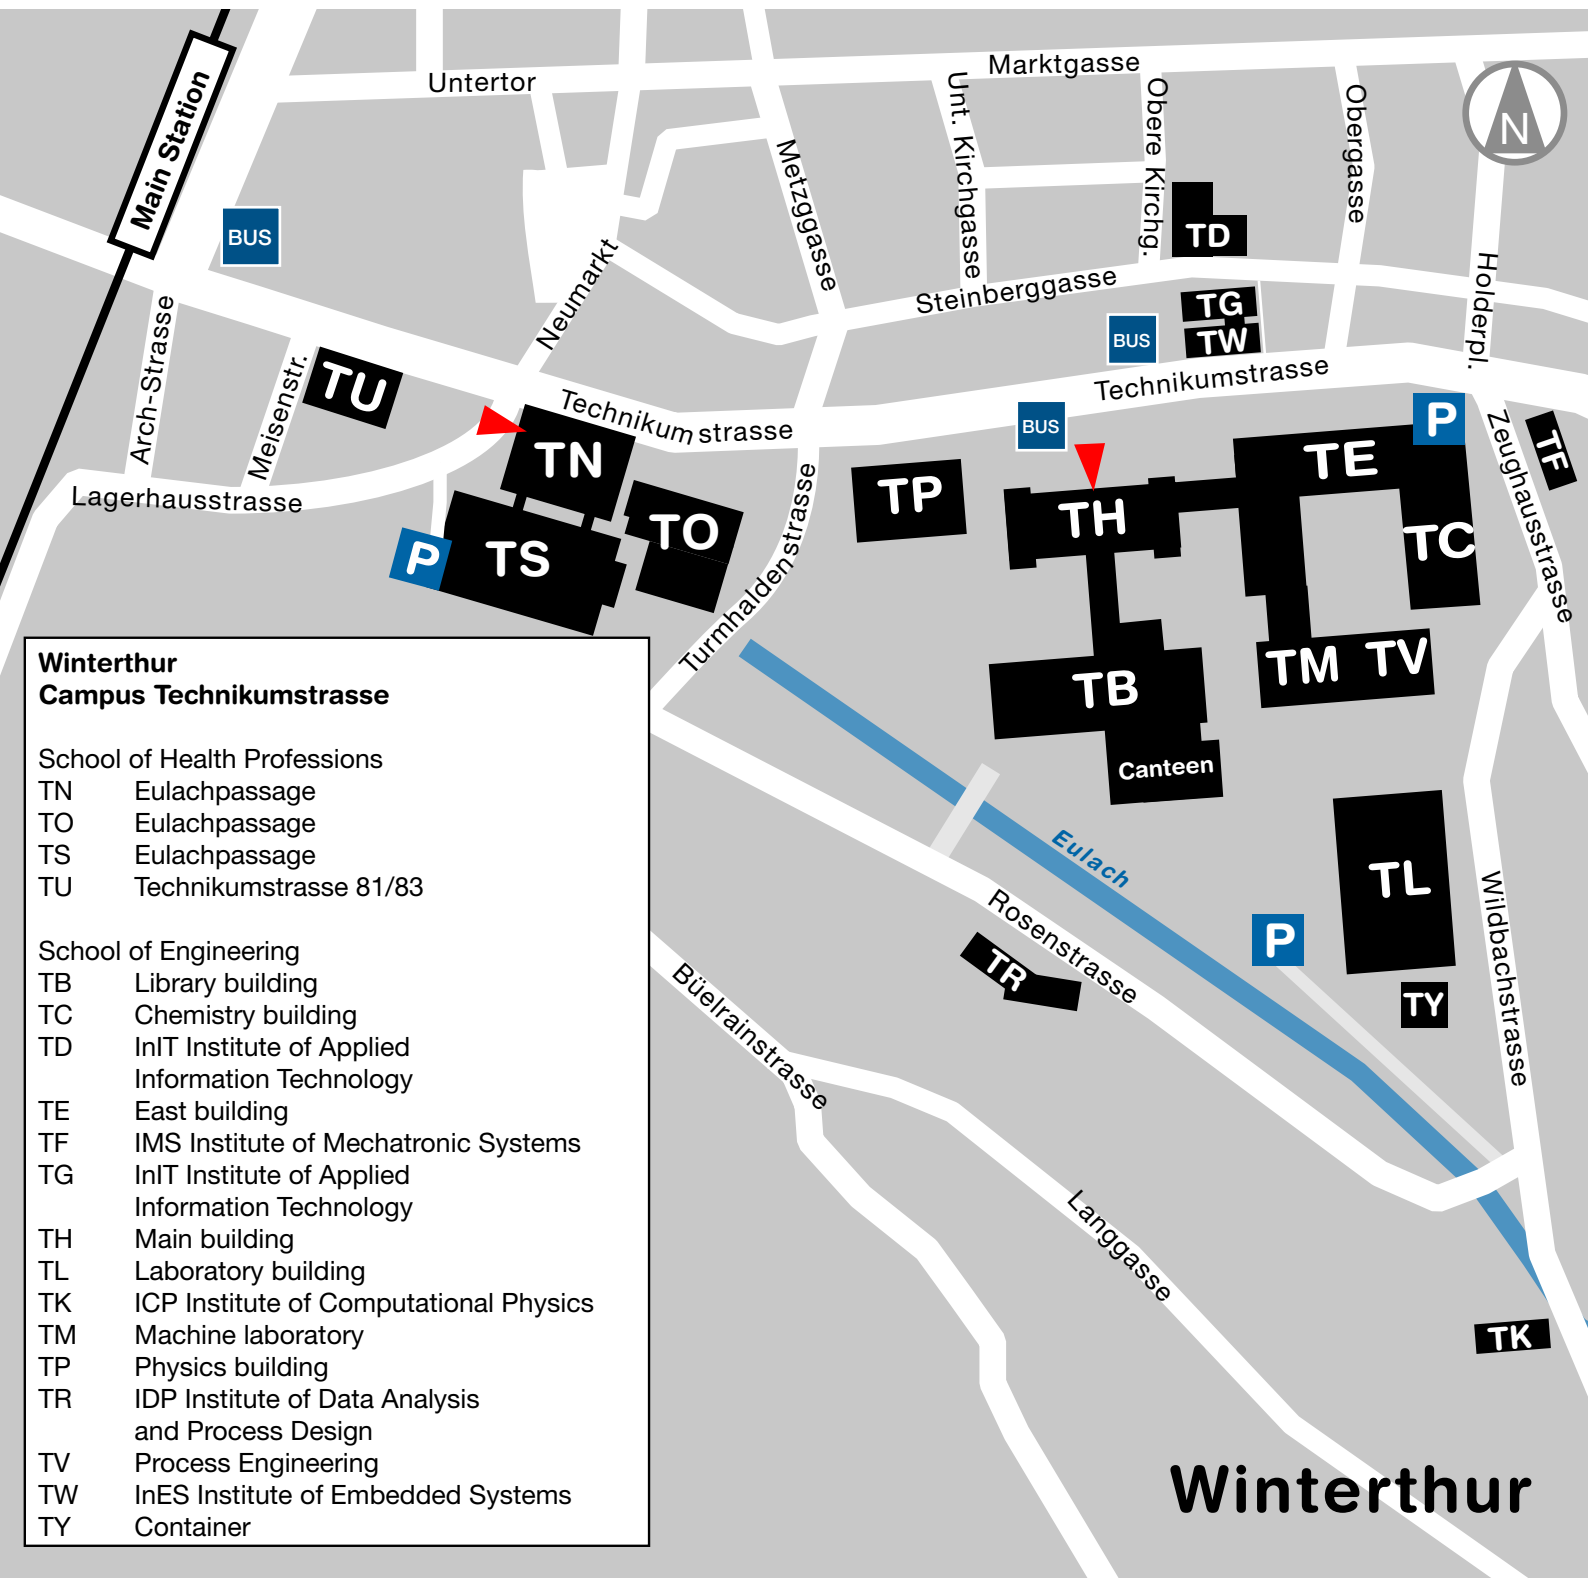 Untertor
Marktgasse
Main Station
BUS
Unt. Kirchgasse
Obere Kirchg.
Obergasse
N
Metzggasse
TD
Neumarkt
Steinberggasse
Holderpl.
TG
TW
BUS
Arch-Strasse
Meisenstr.
TU
Technikumstrasse
Technikumstrasse
BUS
P
Zeughausstrasse
TF
TN
TE
Lagerhausstrasse
TP
TH
TO
TS
P
TC
Turmhaldenstrasse
TM TV
TB
Canteen
Eulach
TL
P
TY
Wildbachstrasse
Rosenstrasse
TR
Büelrainstrasse
Langgasse
TK
Winterthur
Winterthur
Campus Technikumstrasse
School of Health Professions
TN Eulachpassage
TO Eulachpassage
TS Eulachpassage
TU Technikumstrasse 81/83
School of Engineering
TB Library building
TC Chemistry building
TD InIT Institute of Applied
Information Technology
TE East building
TF IMS Institute of Mechatronic Systems
TG InIT Institute of Applied
Information Technology
TH Main building
TL Laboratory building
TK ICP Institute of Computational Physics
TM Machine laboratory
TP Physics building
TR IDP Institute of Data Analysis
and Process Design
TV Process Engineering
TW InES Institute of Embedded Systems
TY Container